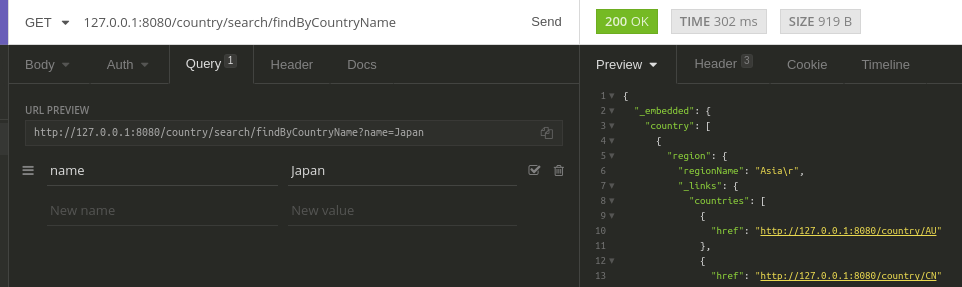 GET 127.0.0.1:8080/country/search/findByCountryName Send 200 OK TIME 302 ms SIZE 919 B
Body Auth Query 1 Header Docs Preview Header 3 Cookie Timeline
URL PREVIEW
http://127.0.0.1:8080/country/search/findByCountryName?name=Japan
name Japan
New name New value
1 {
2 "_embedded": {
3 "country": [
4 {
5 "region": {
6 "regionName": "Asia\r",
7 "_links": {
8 "countries": [
9 {
10 "href": "http://127.0.0.1:8080/country/AU"
11 },
12 {
13 "href": "http://127.0.0.1:8080/country/CN"